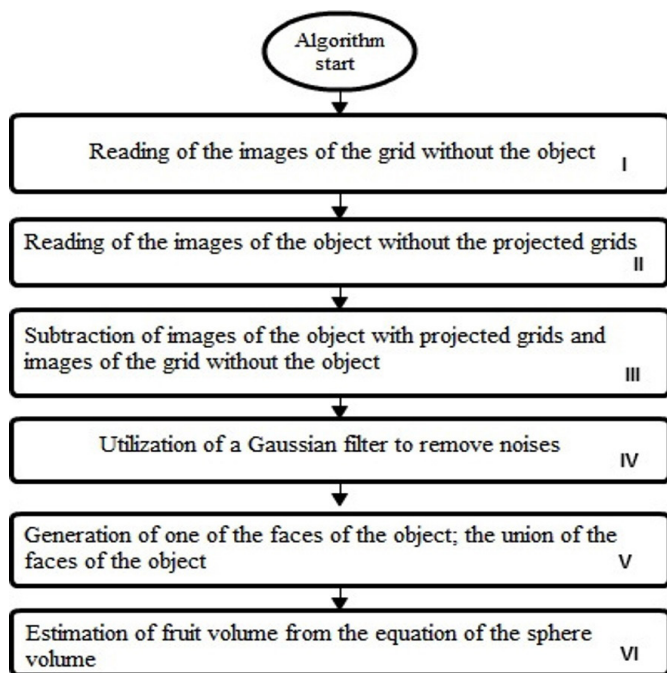 Algorithm
start
Reading of the images of the grid without the object
I
Reading of the images of the object without the projected grids
II
Subtraction of images of the object with projected grids and
images of the grid without the object
III
Utilization of a Gaussian filter to remove noises
IV
Generation of one of the faces of the object; the union of the
faces of the object
V
Estimation of fruit volume from the equation of the sphere
volume
VI